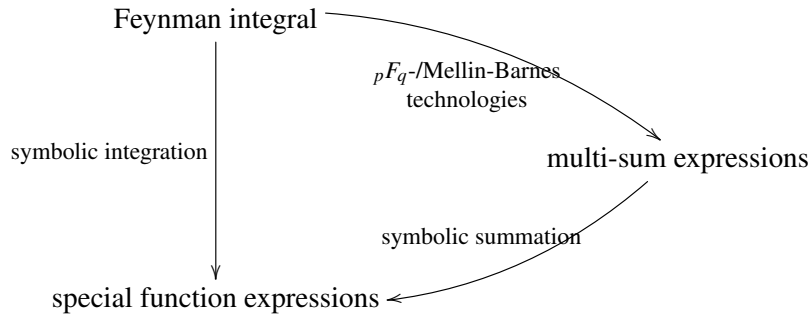 Feynman integral
pFq-/Mellin-Barnes
technologies
symbolic integration
multi-sum expressions
symbolic summation
special function expressions